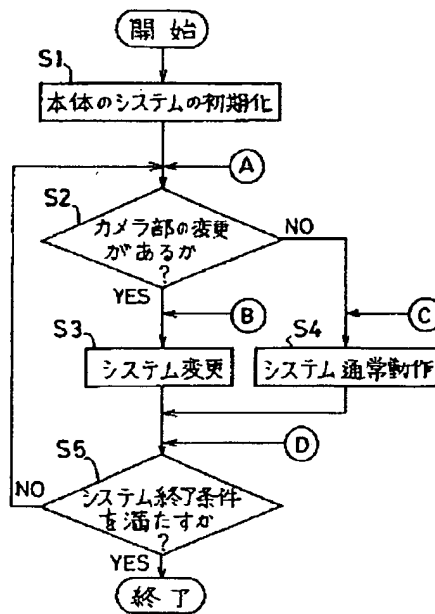 開始
S1
本体のシステムの初期化
A
S2
カメラ部の変更
があるか
?
NO
YES
B
C
S3
システム変更
S4
システム通常動作
D
S5
システム終了条件
を満たすか
?
NO
YES
終了